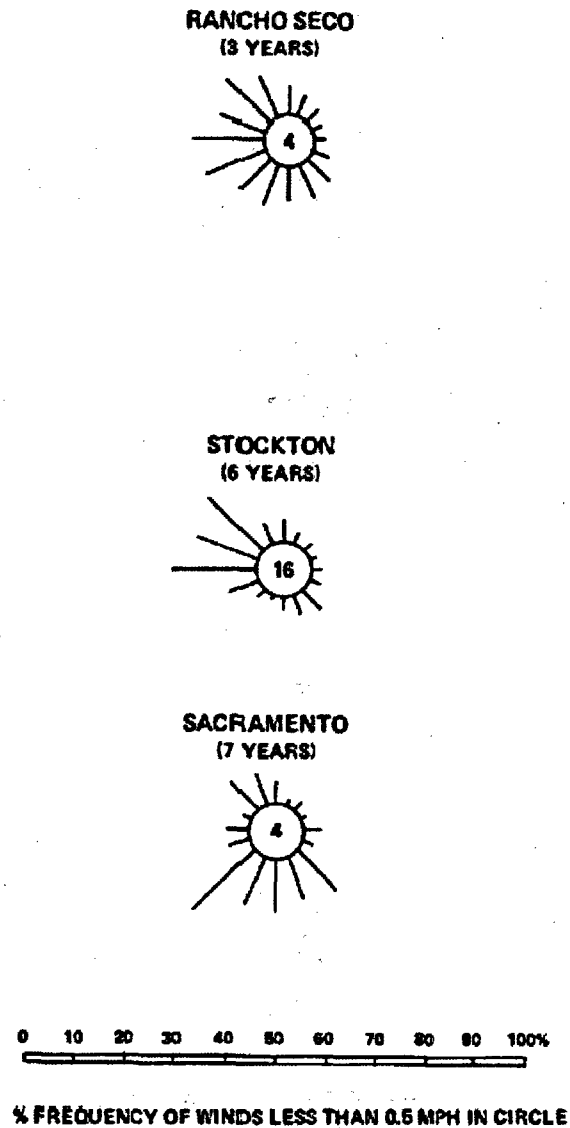 RANCHO SECO
(3 YEARS)
4
STOCKTON
(6 YEARS)
16
SACRAMENTO
(7 YEARS)
4
0 10 20 30 40 50 60 70 80 90 100%
% FREQUENCY OF WINDS LESS THAN 0.5 MPH IN CIRCLE